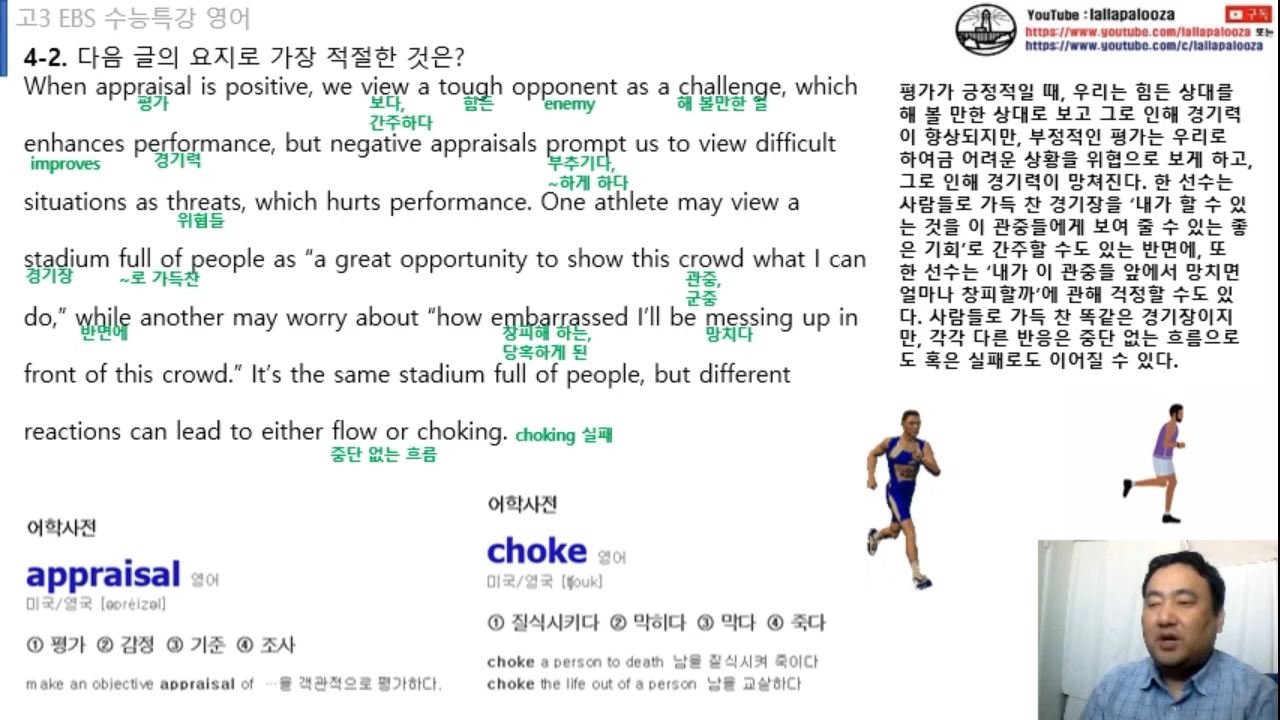 고3 EBS 수능특강 영어
YouTube : lallapalooza
구독
https://www.youtube.com/lallapalooza 또는
https://www.youtube.com/c/lallapalooza
4-2. 다음 글의 요지로 가장 적절한 것은?
When appraisal is positive, we view a tough opponent as a challenge, which
평가 보다, 힘든 enemy 해 볼만한 일
간주하다
enhances performance, but negative appraisals prompt us to view difficult
improves 경기력 부추기다,
~하게 하다
situations as threats, which hurts performance. One athlete may view a
위협들
stadium full of people as “a great opportunity to show this crowd what I can
경기장 ~로 가득찬 관중,
군중
do,” while another may worry about “how embarrassed I’ll be messing up in
반면에 창피해 하는, 망치다
당혹하게 된
front of this crowd.” It’s the same stadium full of people, but different
reactions can lead to either flow or choking. choking 실패
중단 없는 흐름
평가가 긍정적일 때, 우리는 힘든 상대를
해 볼 만한 상대로 보고 그로 인해 경기력
이 향상되지만, 부정적인 평가는 우리로
하여금 어려운 상황을 위협으로 보게 하고,
그로 인해 경기력이 망쳐진다. 한 선수는
사람들로 가득 찬 경기장을 ‘내가 할 수 있
는 것을 이 관중들에게 보여 줄 수 있는 좋
은 기회’로 간주할 수도 있는 반면에, 또
한 선수는 ‘내가 이 관중들 앞에서 망치면
얼마나 창피할까’에 관해 걱정할 수도 있
다. 사람들로 가득 찬 똑같은 경기장이지
만, 각각 다른 반응은 중단 없는 흐름으로
도 혹은 실패로도 이어질 수 있다.
어학사전
appraisal 영어
미국/영국 [əpréizəl]
① 평가 ② 감정 ③ 기준 ④ 조사
make an objective appraisal of …을 객관적으로 평가하다.
어학사전
choke 영어
미국/영국 [tʃouk]
① 질식시키다 ② 막히다 ③ 막다 ④ 죽다
choke a person to death 남을 질식시켜 죽이다
choke the life out of a person 남을 교살하다